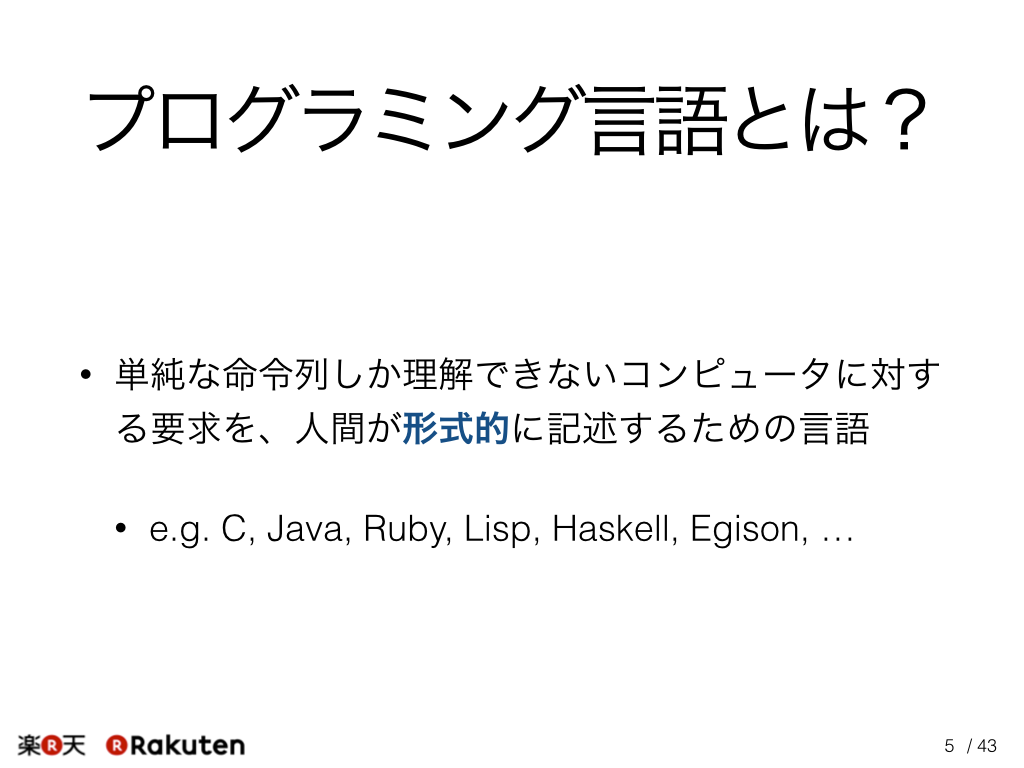 プログラミング言語とは？
• 単純な命令列しか理解できないコンピュータに対す
る要求を、人間が形式的に記述するための言語
• e.g. C, Java, Ruby, Lisp, Haskell, Egison, …
楽R天 R Rakuten 5 / 43